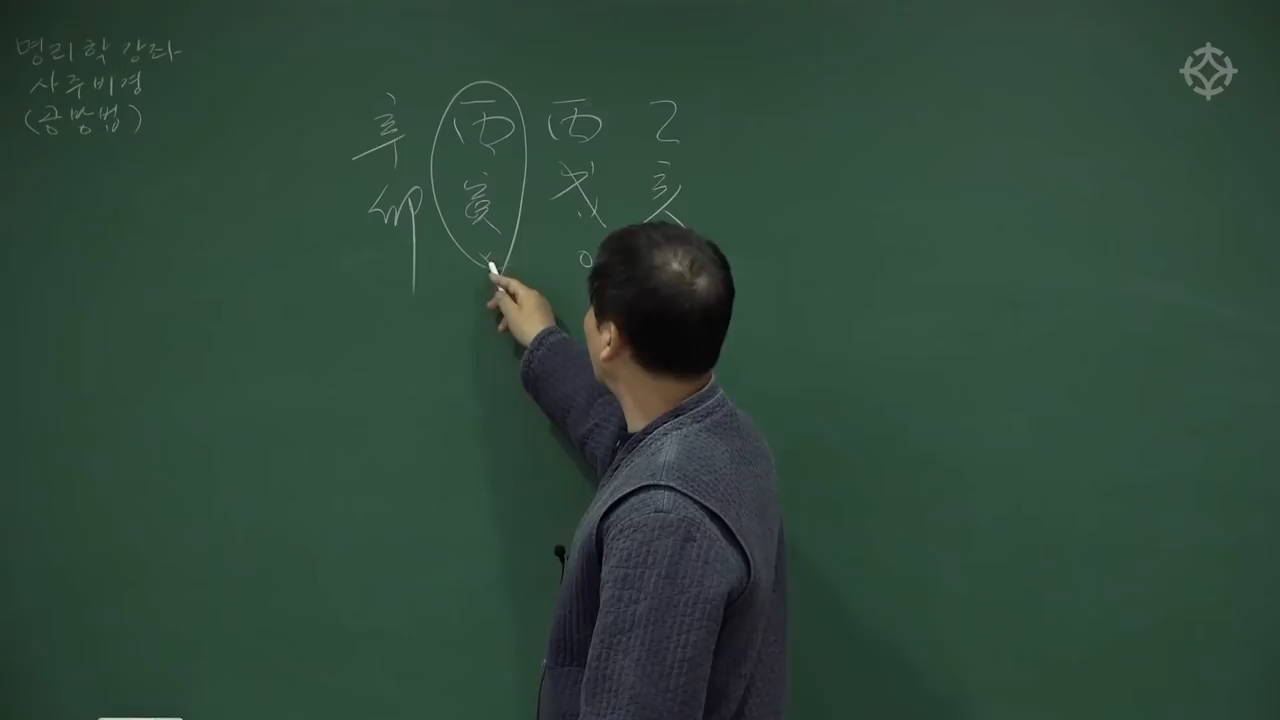 명리학 강좌
사주비경
(공망법)
辛 丙 丙 乙
卯 寅 戌 亥